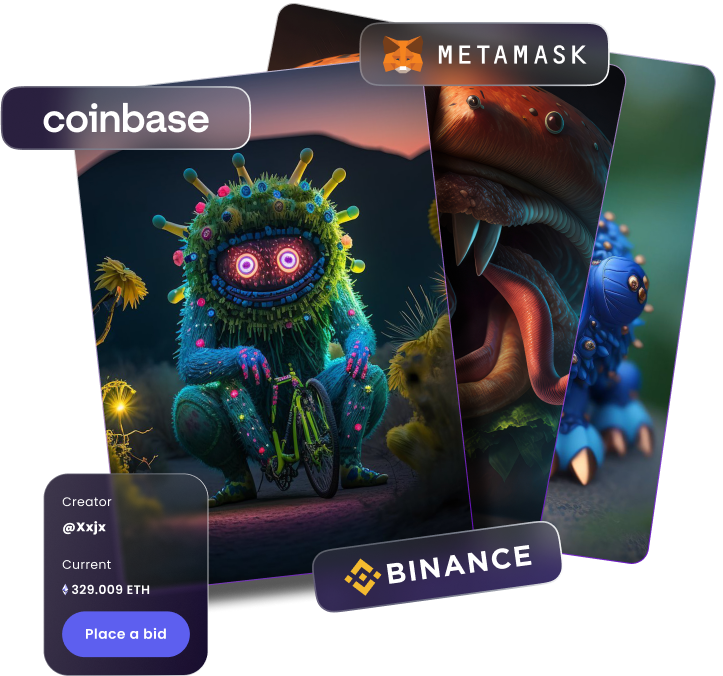 METAMASK
coinbase
Creator
@Xxjx
Current
329.009 ETH
Place a bid
BINANCE